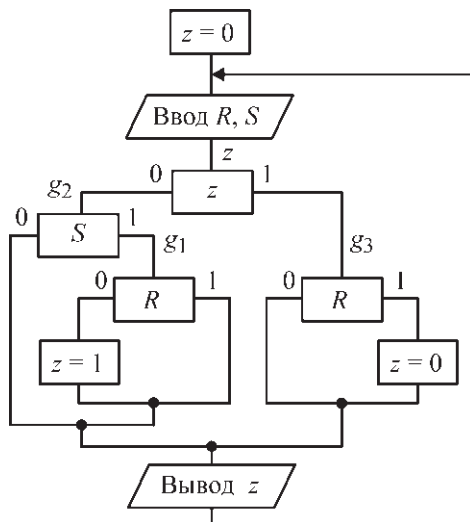 z = 0
Ввод R, S
z
0 z 1
g2
0 S 1
g1
g3
0 R 1
0 R 1
z = 1
z = 0
Вывод z